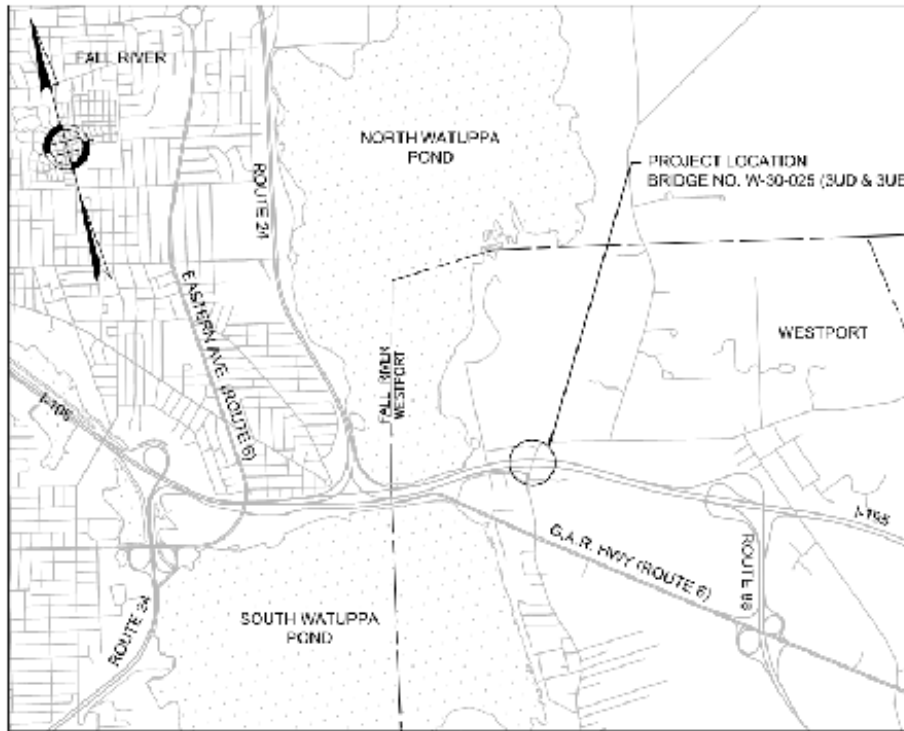 FALL RIVER
NORTH WATUPPA
POND
PROJECT LOCATION
BRIDGE NO. W-30-025 (3UD & 3UE
ROUTE 24
EASTERN AVE. (ROUTE 6)
FALL RIVER
WESTPORT
WESTPORT
I-195
I-195
G.A.R. HWY (ROUTE 6)
ROUTE 88
SOUTH WATUPPA
POND
ROUTE 24